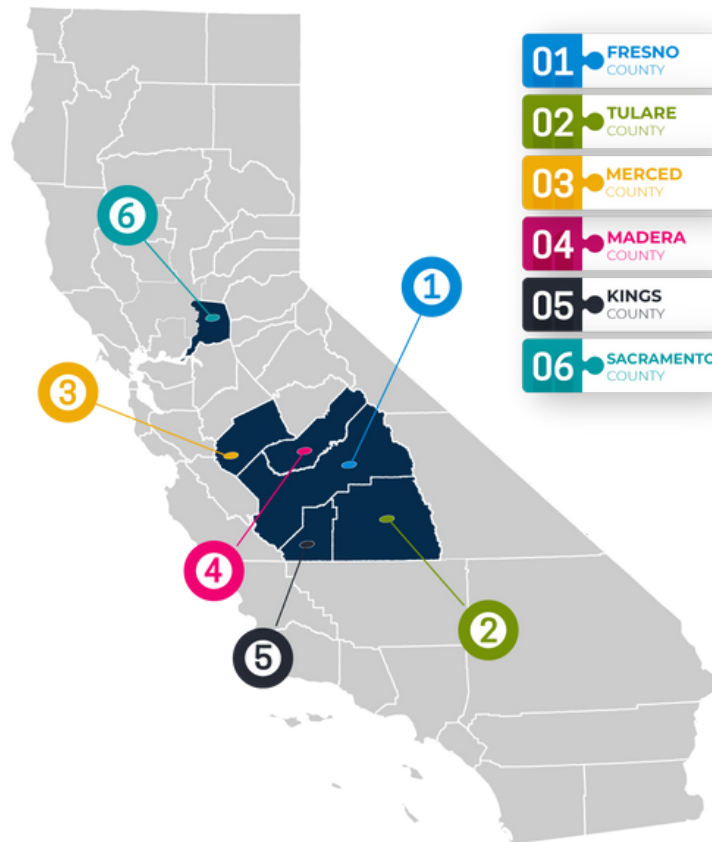 01 FRESNO
COUNTY
02 TULARE
COUNTY
03 MERCED
COUNTY
04 MADERA
COUNTY
05 KINGS
COUNTY
06 SACRAMENTO
COUNTY
6
1
3
4
2
5